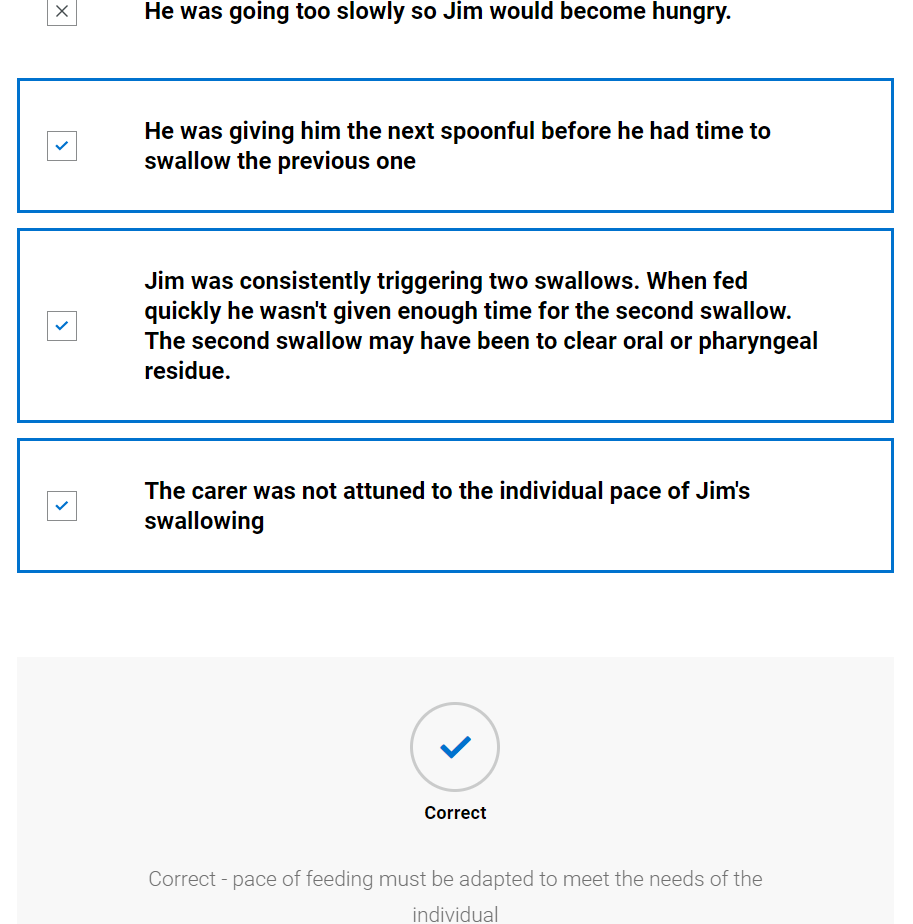 He was going too slowly so Jim would become hungry.
He was giving him the next spoonful before he had time to
swallow the previous one
Jim was consistently triggering two swallows. When fed
quickly he wasn't given enough time for the second swallow.
The second swallow may have been to clear oral or pharyngeal
residue.
The carer was not attuned to the individual pace of Jim's
swallowing
Correct
Correct - pace of feeding must be adapted to meet the needs of the
individual